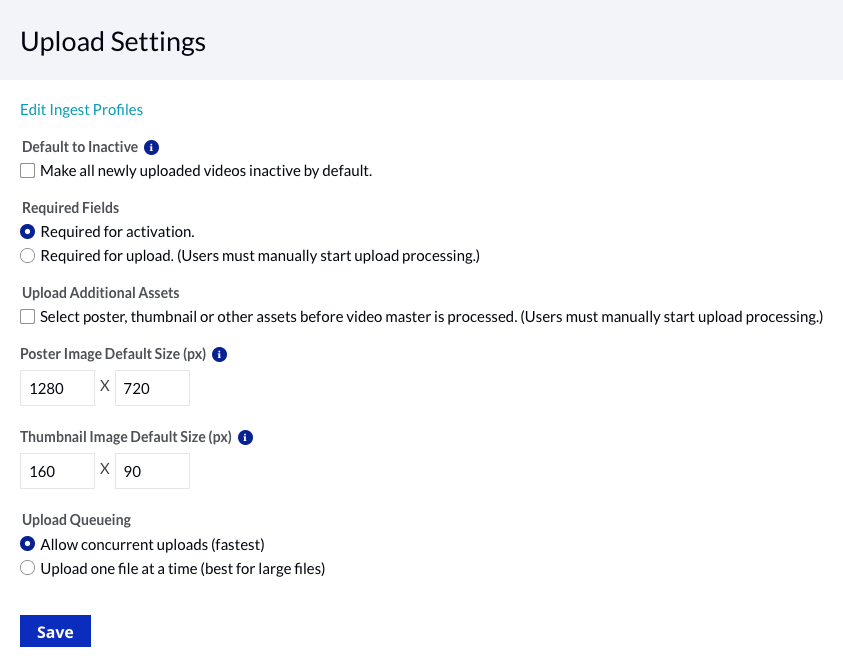 Upload Settings
Edit Ingest Profiles
Default to Inactive i
Make all newly uploaded videos inactive by default.
Required Fields
Required for activation.
Required for upload. (Users must manually start upload processing.)
Upload Additional Assets
Select poster, thumbnail or other assets before video master is processed. (Users must manually start upload processing.)
Poster Image Default Size (px) i
1280 X 720
Thumbnail Image Default Size (px) i
160 X 90
Upload Queueing
Allow concurrent uploads (fastest)
Upload one file at a time (best for large files)
Save